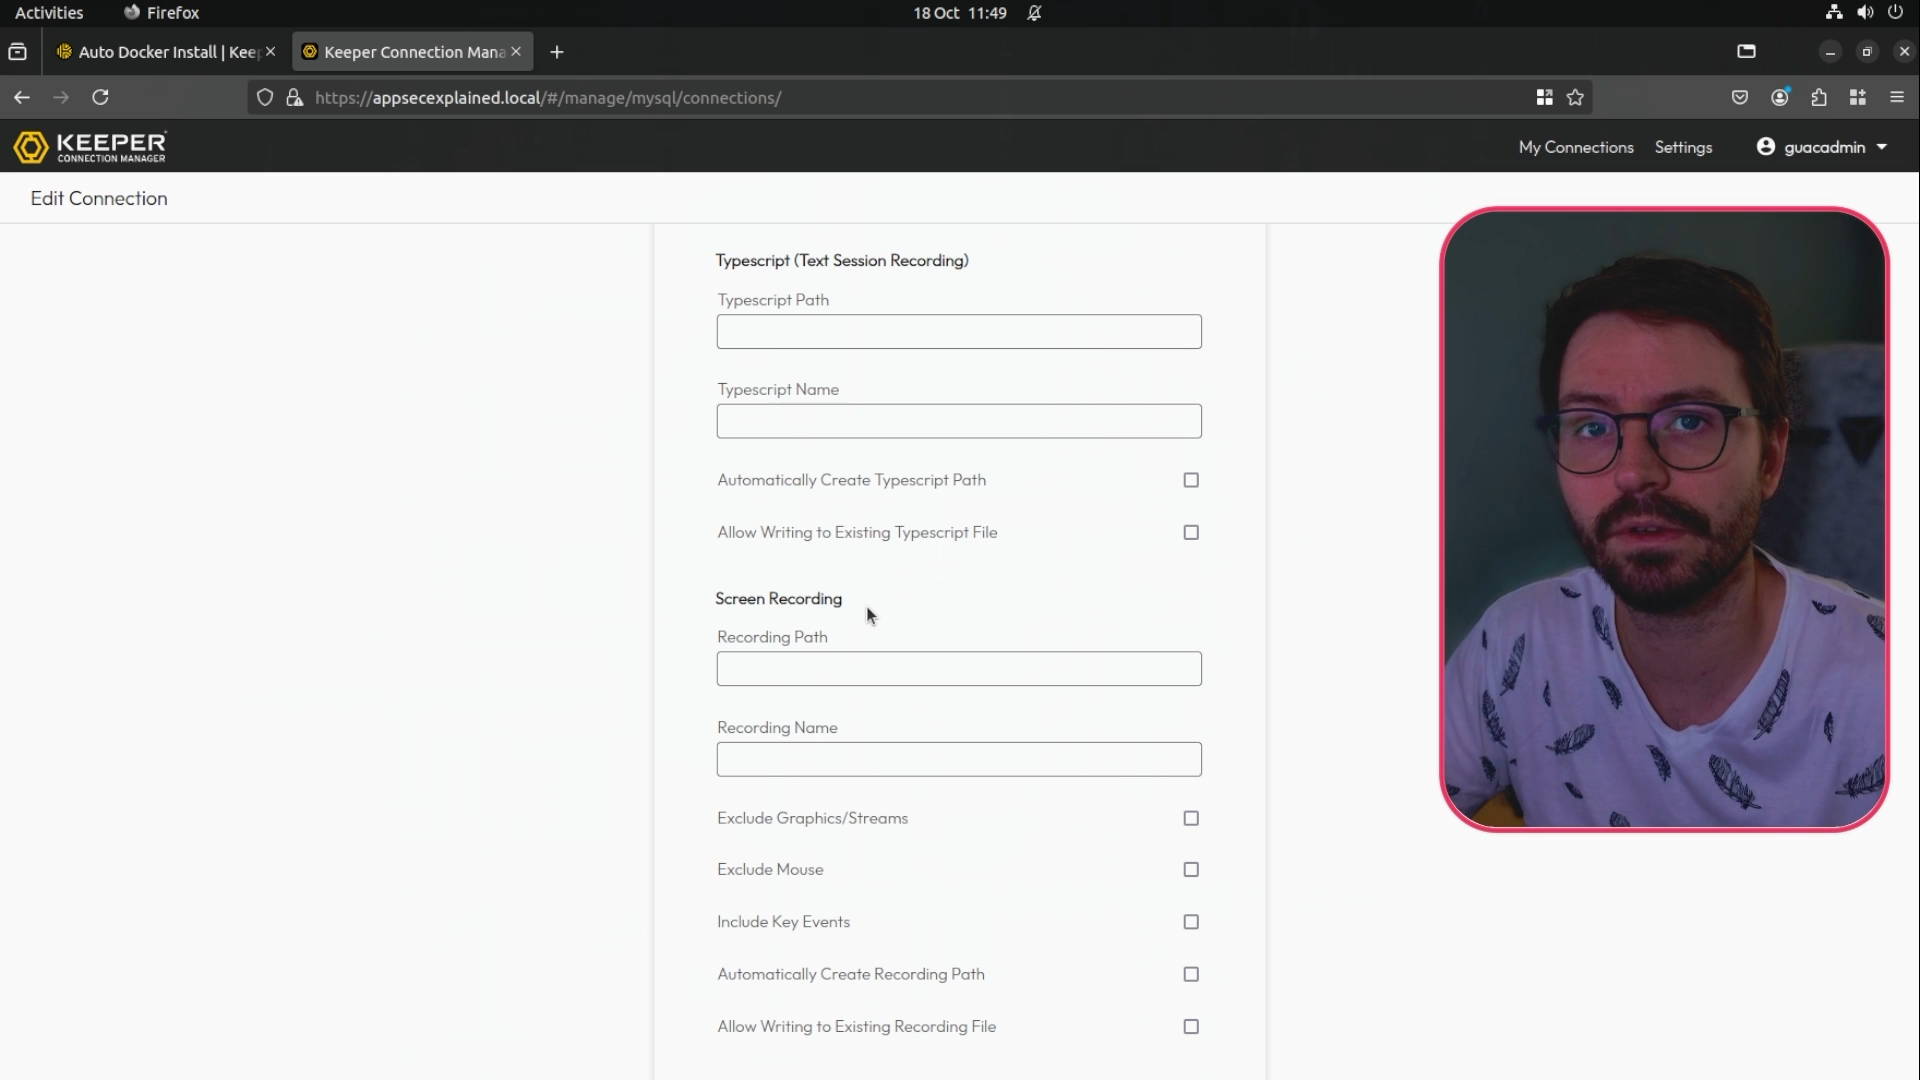 Activities
Firefox
18 Oct 11:49
Auto Docker Install | Keep
Keeper Connection Mana
https://appsecexplained.local/#/manage/mysql/connections/
KEEPER
CONNECTION MANAGER
My Connections
Settings
guacadmin
Edit Connection
Typescript (Text Session Recording)
Typescript Path
Typescript Name
Automatically Create Typescript Path
Allow Writing to Existing Typescript File
Screen Recording
Recording Path
Recording Name
Exclude Graphics/Streams
Exclude Mouse
Include Key Events
Automatically Create Recording Path
Allow Writing to Existing Recording File